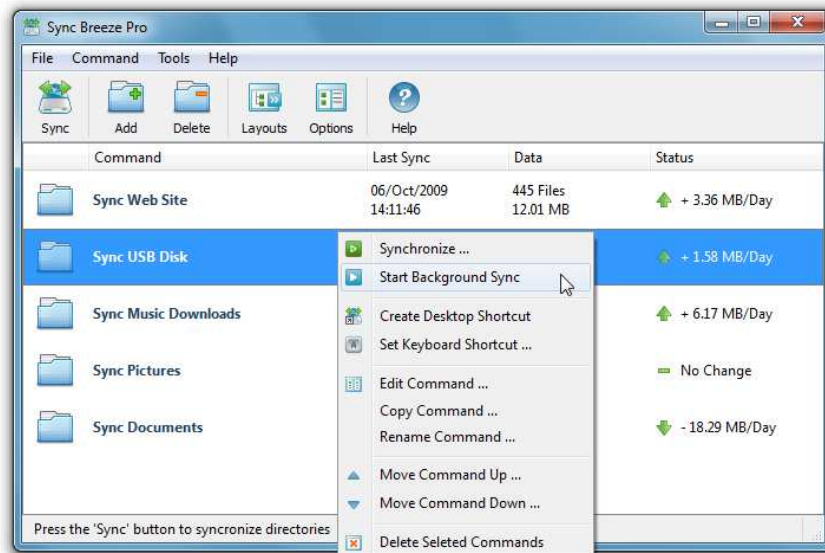 Sync Breeze Pro
File Command Tools Help
Sync Add Delete Layouts Options Help
Command Last Sync Data Status
Sync Web Site 06/Oct/2009 14:11:46 445 Files 12.01 MB + 3.36 MB/Day
Sync USB Disk + 1.58 MB/Day
Synchronize ...
Start Background Sync
Sync Music Downloads + 6.17 MB/Day
Create Desktop Shortcut
Set Keyboard Shortcut ...
Sync Pictures No Change
Edit Command ...
Copy Command ...
Rename Command ...
Sync Documents - 18.29 MB/Day
Move Command Up ...
Move Command Down ...
Press the 'Sync' button to syncronize directories
Delete Seleted Commands